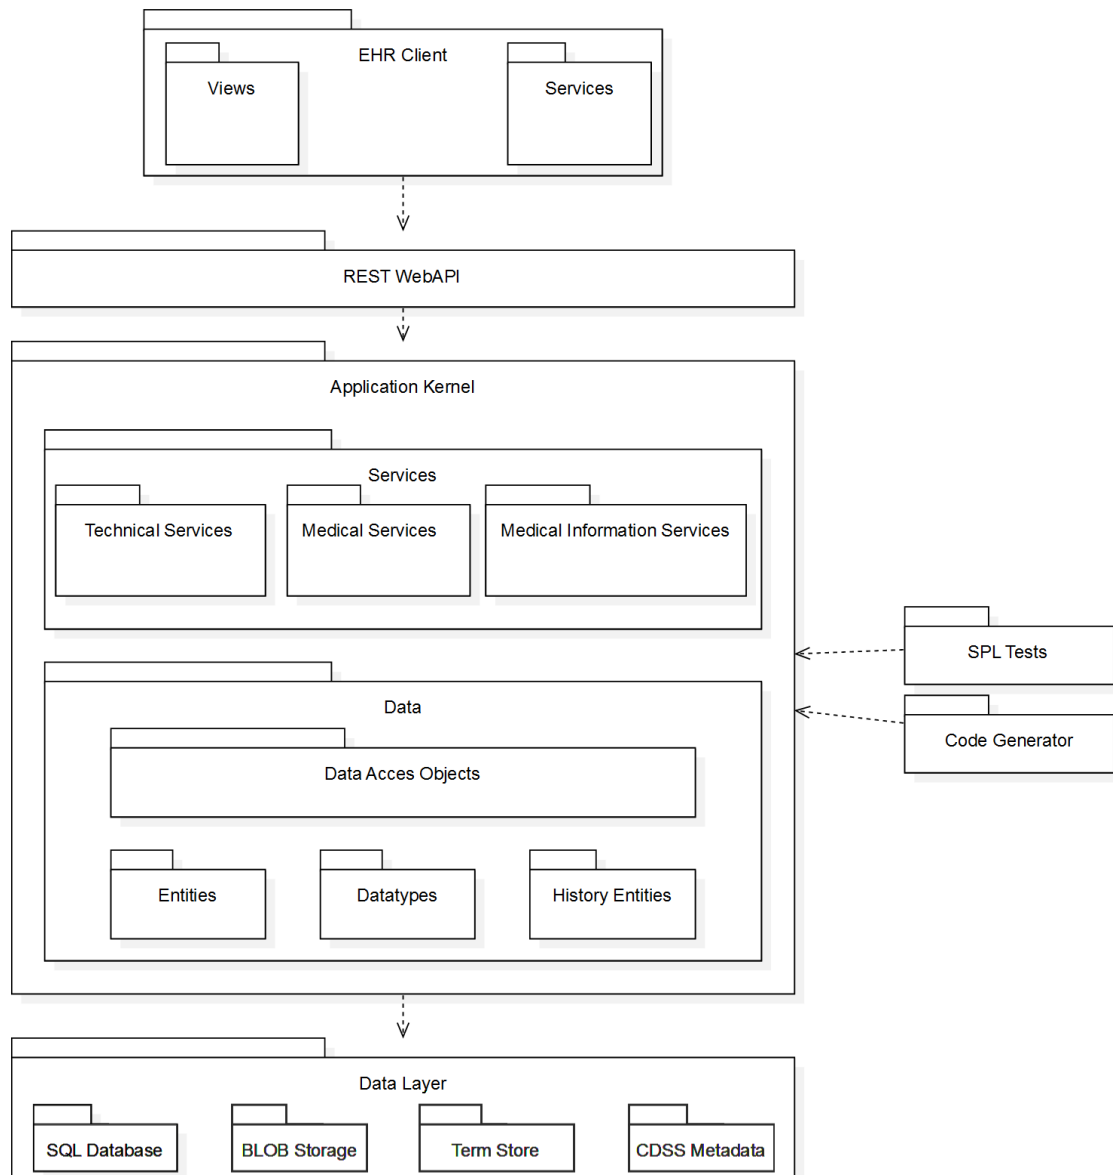 EHR Client
Views
Services
REST WebAPI
Application Kernel
Services
Technical Services
Medical Services
Medical Information Services
SPL Tests
Data
Code Generator
Data Acces Objects
Entities
Datatypes
History Entities
Data Layer
SQL Database
BLOB Storage
Term Store
CDSS Metadata